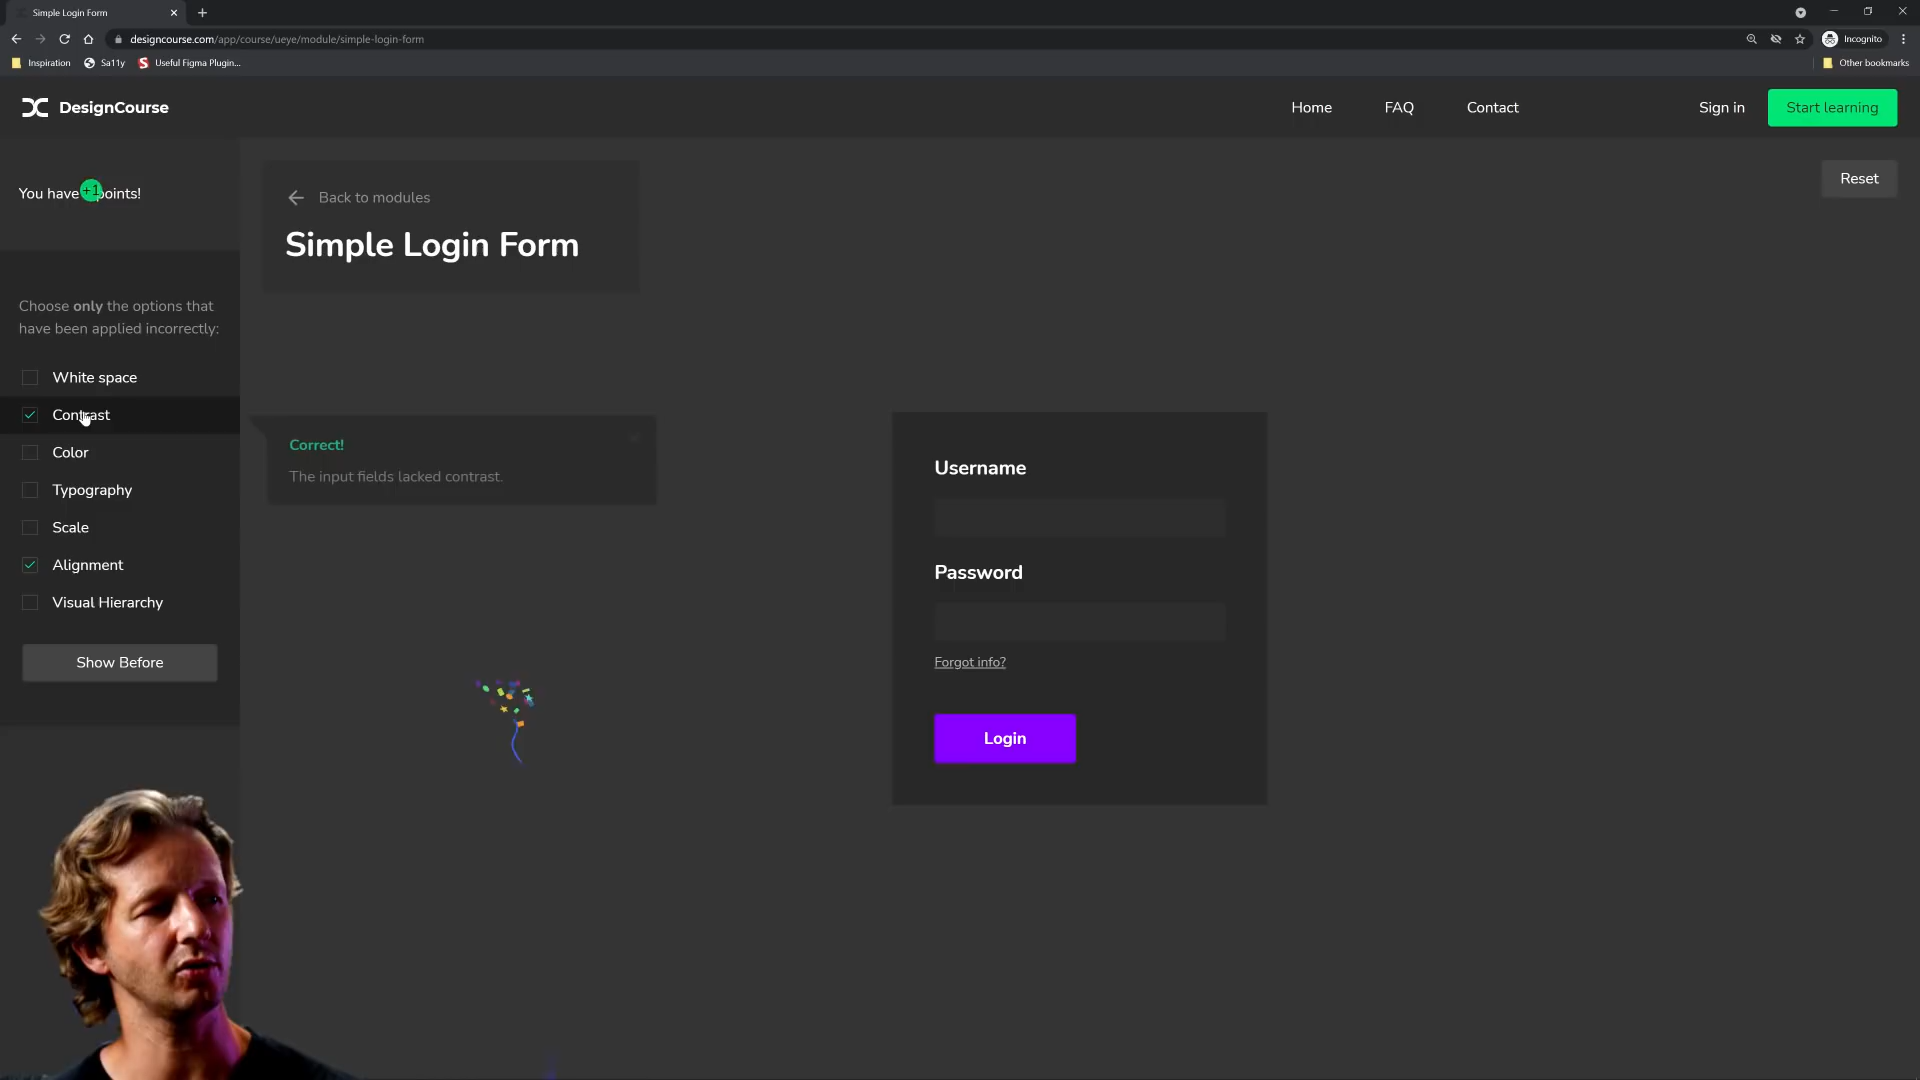 Simple Login Form
designcourse.com/app/course/ueye/module/simple-login-form
Incognito
Inspiration
Sa11y
Useful Figma Plugin...
Other bookmarks
DesignCourse
Home
FAQ
Contact
Sign in
Start learning
You have +1 points!
Back to modules
Simple Login Form
Reset
Choose only the options that
have been applied incorrectly:
White space
Contrast
Color
Typography
Scale
Alignment
Visual Hierarchy
Show Before
Correct!
The input fields lacked contrast.
Username
Password
Forgot info?
Login